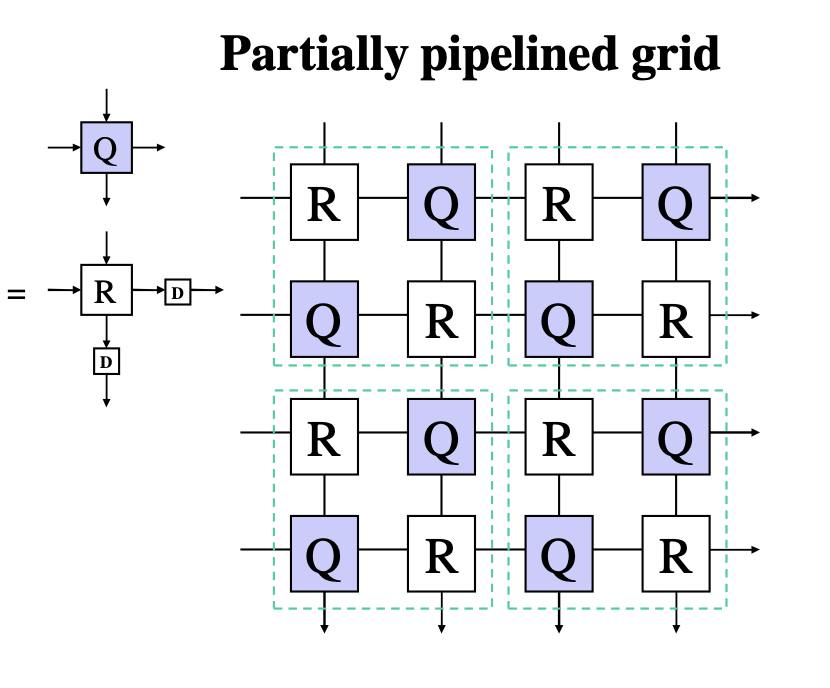 Partially pipelined grid
Q
= R D
D
R Q R Q
Q R Q R
R Q R Q
Q R Q R